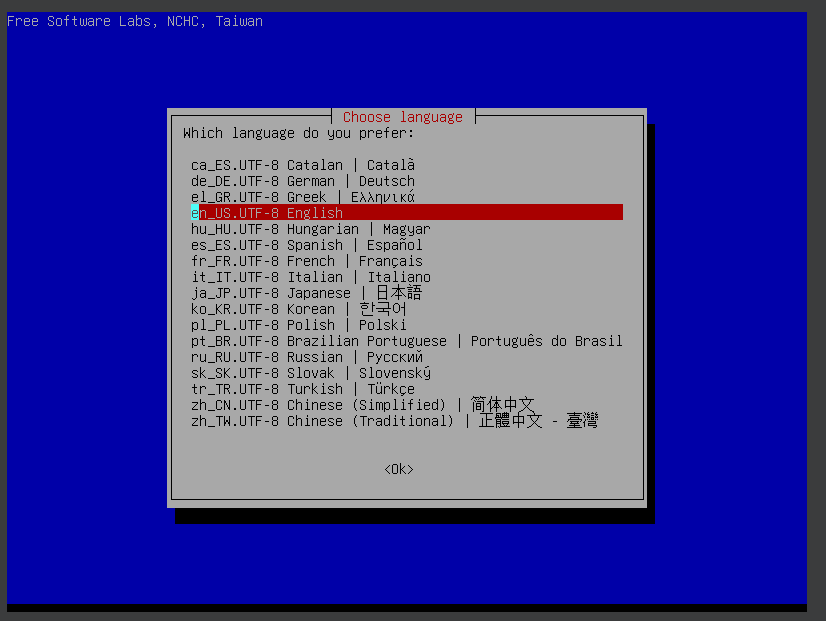 Free Software Labs, NCHC, Taiwan
Choose language
Which language do you prefer:
ca_ES.UTF-8 Catalan | Català
de_DE.UTF-8 German | Deutsch
el_GR.UTF-8 Greek | Ελληνικά
en_US.UTF-8 English
hu_HU.UTF-8 Hungarian | Magyar
es_ES.UTF-8 Spanish | Español
fr_FR.UTF-8 French | Français
it_IT.UTF-8 Italian | Italiano
ja_JP.UTF-8 Japanese | 日本語
ko_KR.UTF-8 Korean | 한국어
pl_PL.UTF-8 Polish | Polski
pt_BR.UTF-8 Brazilian Portuguese | Português do Brasil
ru_RU.UTF-8 Russian | Русский
sk_SK.UTF-8 Slovak | Slovenský
tr_TR.UTF-8 Turkish | Türkçe
zh_CN.UTF-8 Chinese (Simplified) | 简体中文
zh_TW.UTF-8 Chinese (Traditional) | 正體中文 - 臺灣
<Ok>